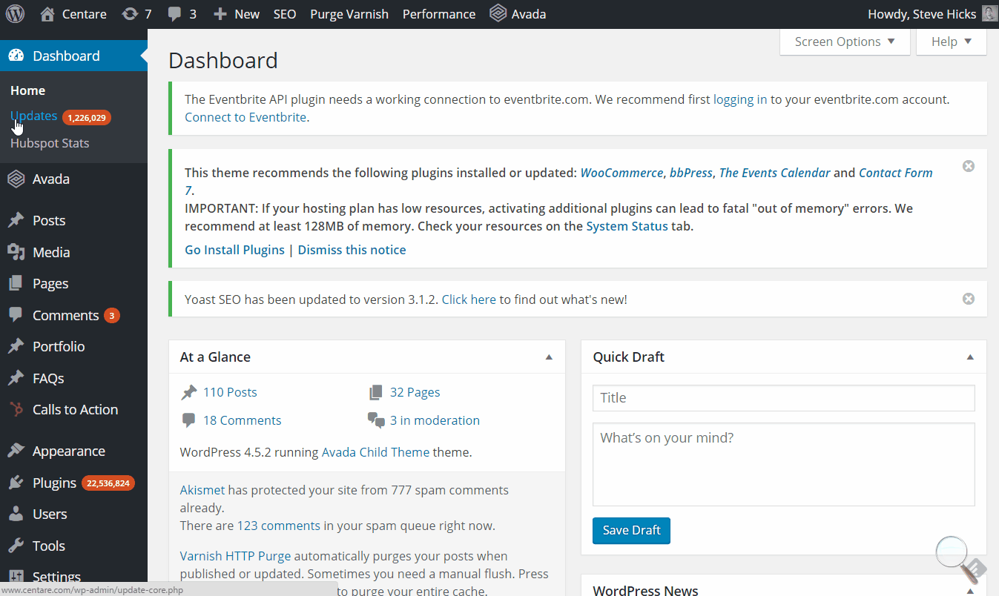 Centare 7 3 New SEO Purge Varnish Performance Avada Howdy, Steve Hicks
Screen Options ▼ Help ▼
Dashboard
Home
Updates 1,226,029
Hubspot Stats
Avada
Posts
Media
Pages
Comments 3
Portfolio
FAQs
Calls to Action
Appearance
Plugins 22,536,824
Users
Tools
Settings
www.centare.com/wp-admin/update-core.php
Dashboard
The Eventbrite API plugin needs a working connection to eventbrite.com. We recommend first logging in to your eventbrite.com account.
Connect to Eventbrite.
This theme recommends the following plugins installed or updated: WooCommerce, bbPress, The Events Calendar and Contact Form
7.
IMPORTANT: If your hosting plan has low resources, activating additional plugins can lead to fatal "out of memory" errors. We
recommend at least 128MB of memory. Check your resources on the System Status tab.
Go Install Plugins | Dismiss this notice
Yoast SEO has been updated to version 3.1.2. Click here to find out what's new!
At a Glance
110 Posts 32 Pages
18 Comments 3 in moderation
WordPress 4.5.2 running Avada Child Theme theme.
Akismet has protected your site from 777 spam comments
already.
There are 123 comments in your spam queue right now.
Varnish HTTP Purge automatically purges your posts when
published or updated. Sometimes you need a manual flush. Press
to purge your entire cache.
Quick Draft
Title
What's on your mind?
Save Draft
WordPress News